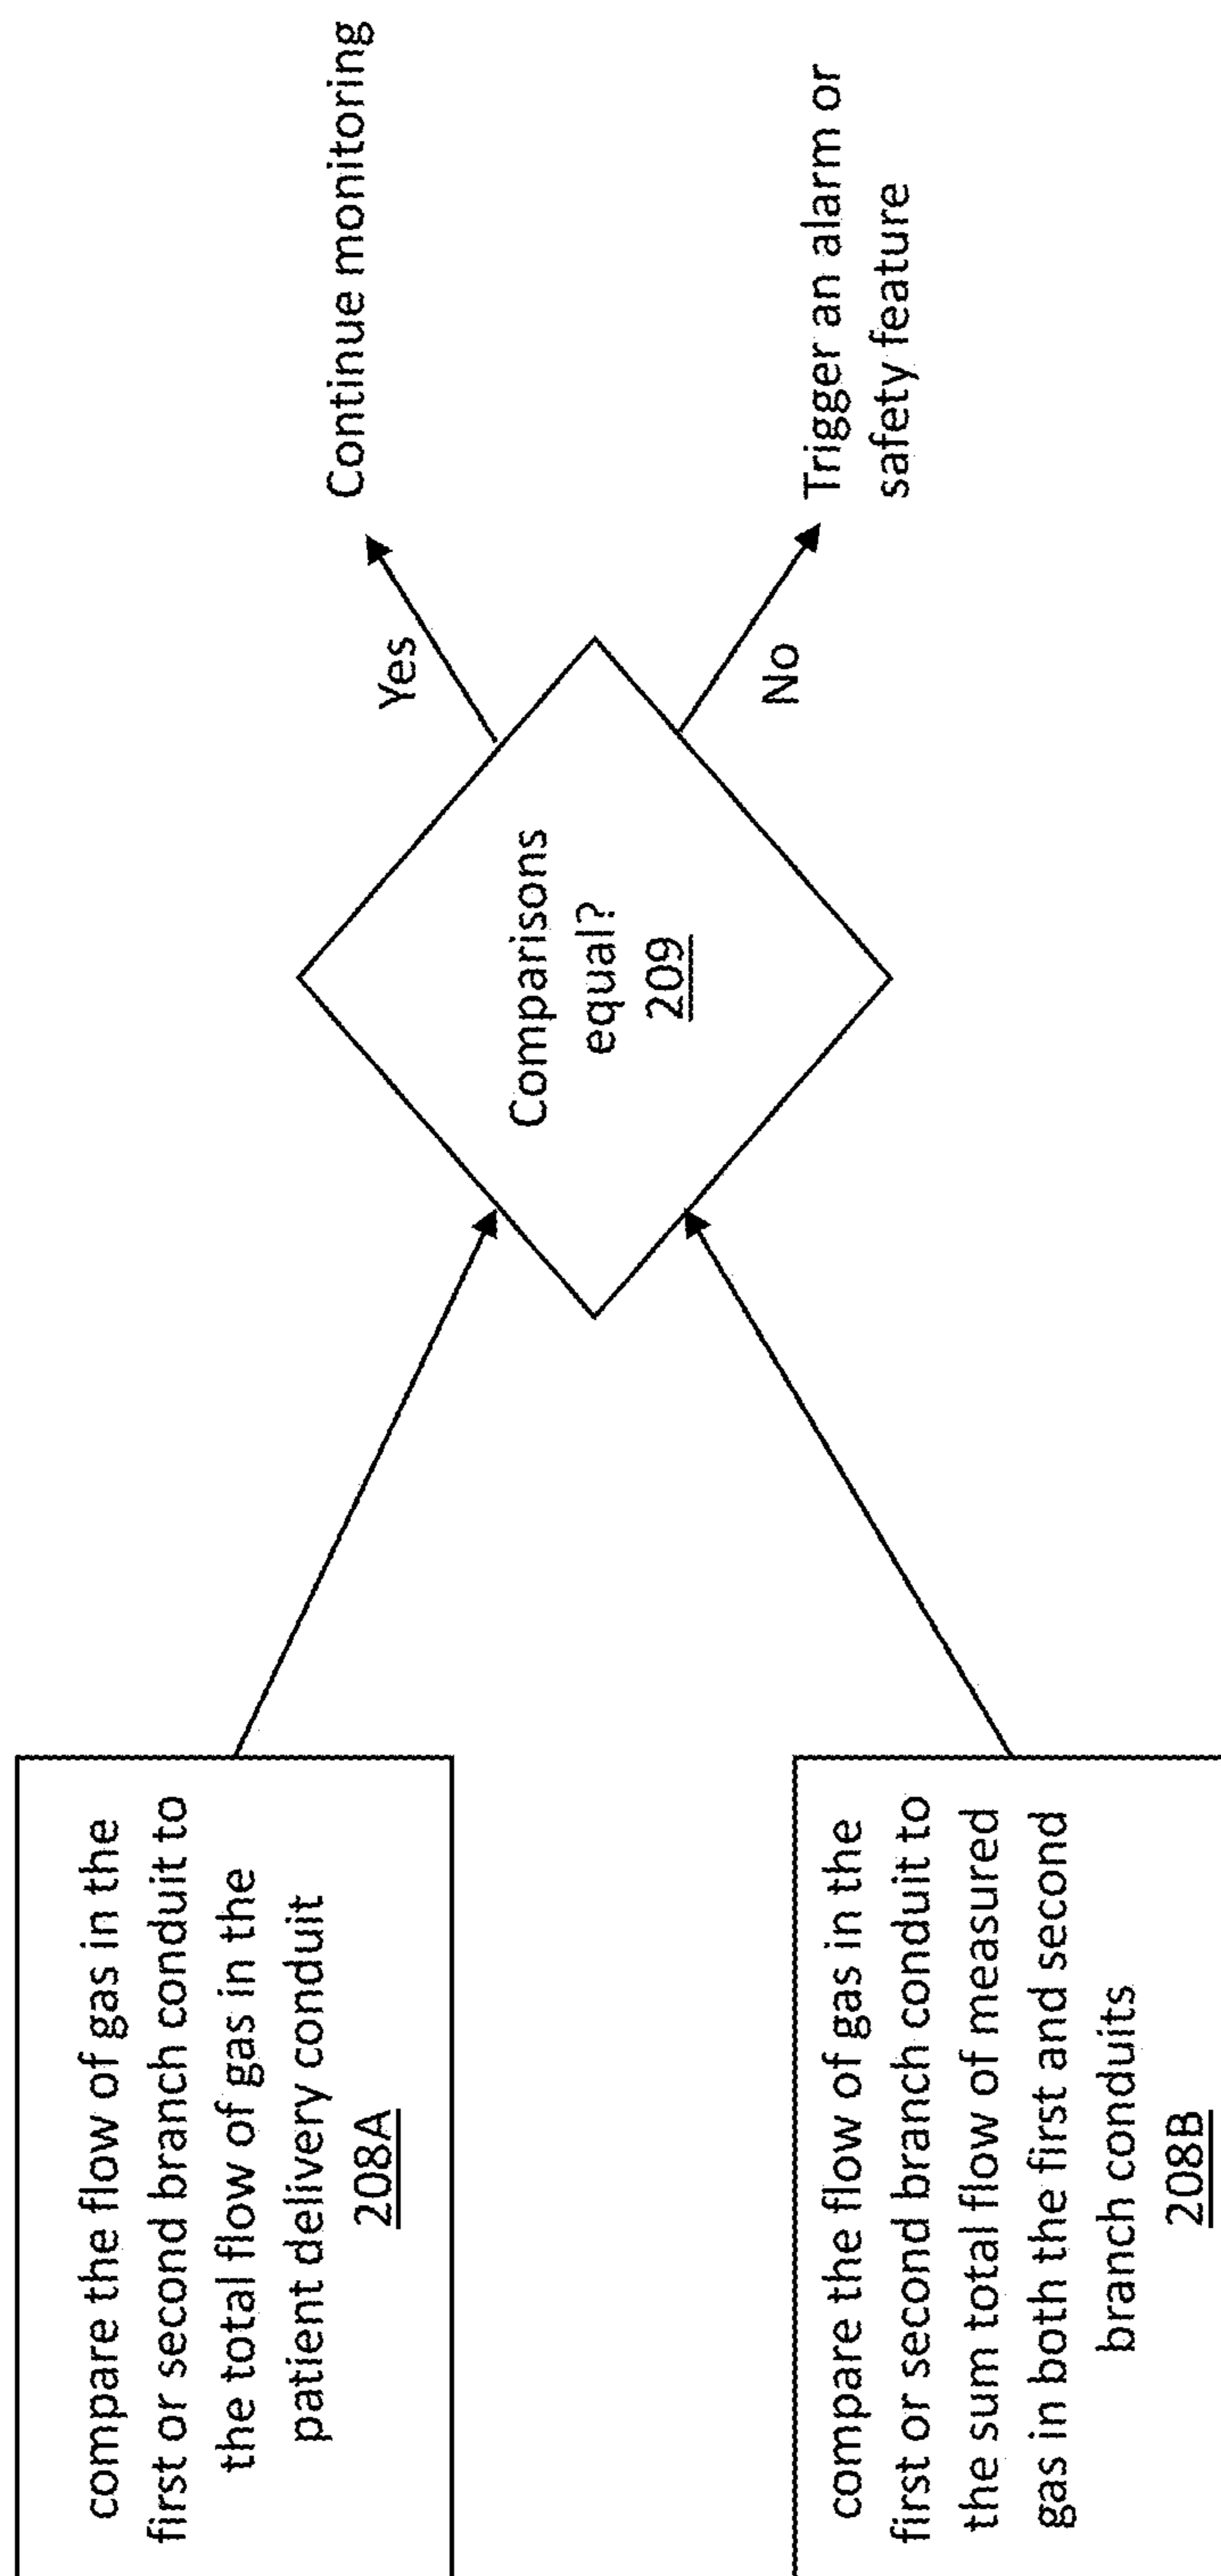 compare the flow of gas in the
first or second branch conduit to
the total flow of gas in the
patient delivery conduit
208A
compare the flow of gas in the
first or second branch conduit to
the sum total flow of measured
gas in both the first and second
branch conduits
208B
Comparisons
equal?
209
Yes
Continue monitoring
No
Trigger an alarm or
safety feature